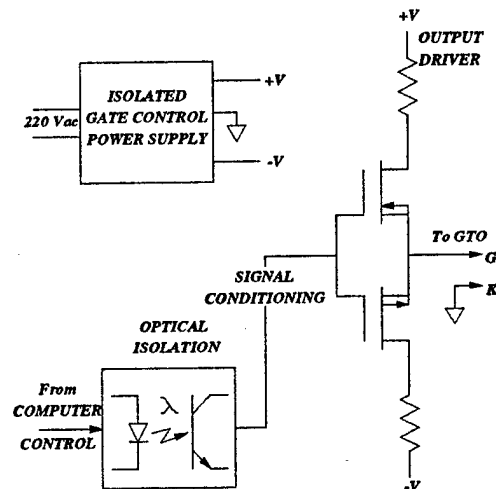 +V
OUTPUT
DRIVER
+V
ISOLATED
GATE CONTROL
POWER SUPPLY
220 Vac
-V
To GTO
G
K
SIGNAL
CONDITIONING
OPTICAL
ISOLATION
From
COMPUTER
CONTROL
λ
-V